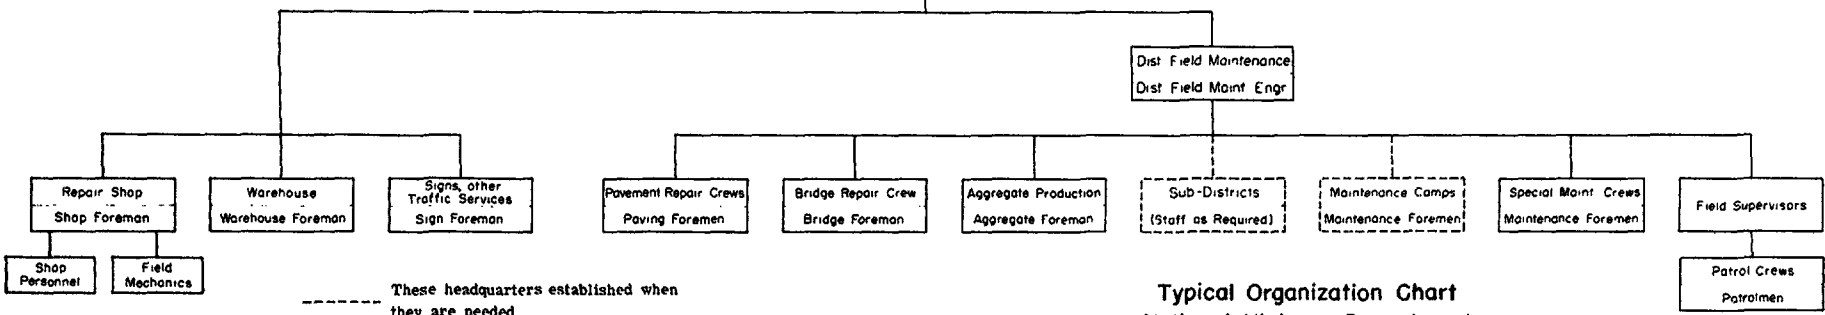 Dist Field Maintenance
Dist Field Maint Engr
Repair Shop
Shop Foreman
Warehouse
Warehouse Foreman
Signs, other
Traffic Services
Sign Foreman
Pavement Repair Crews
Paving Foremen
Bridge Repair Crew
Bridge Foreman
Aggregate Production
Aggregate Foreman
Sub-Districts
(Staff as Required)
Maintenance Camps
Maintenance Foremen
Special Maint Crews
Maintenance Foremen
Field Supervisors
Shop
Personnel
Field
Mechanics
Patrol Crews
Patrolmen
These headquarters established when
they are needed
Typical Organization Chart